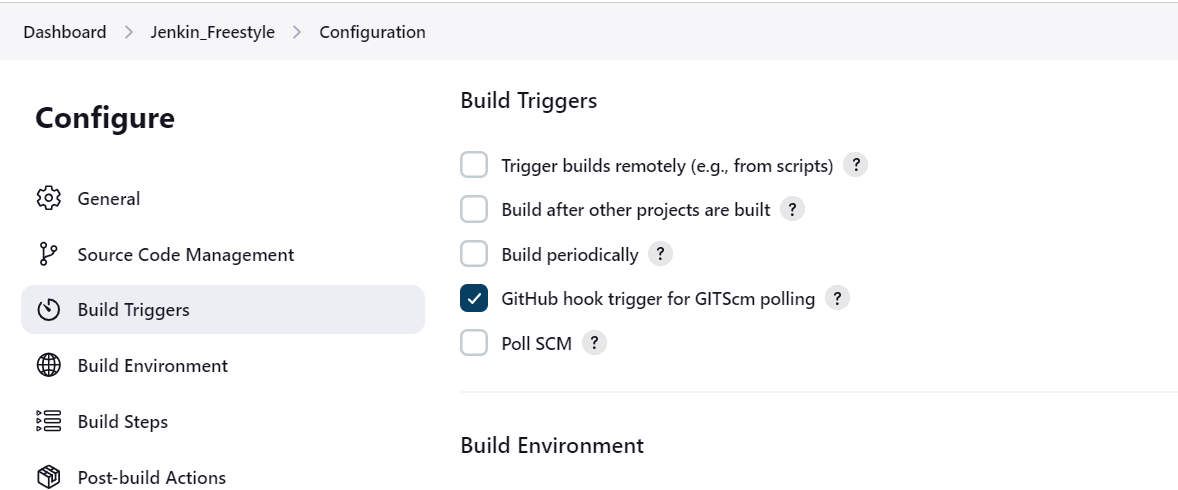 Dashboard > Jenkin_Freestyle > Configuration
Configure
General
Source Code Management
Build Triggers
Build Environment
Build Steps
Post-build Actions
Build Triggers
Trigger builds remotely (e.g., from scripts) ?
Build after other projects are built ?
Build periodically ?
GitHub hook trigger for GITScm polling ?
Poll SCM ?
Build Environment